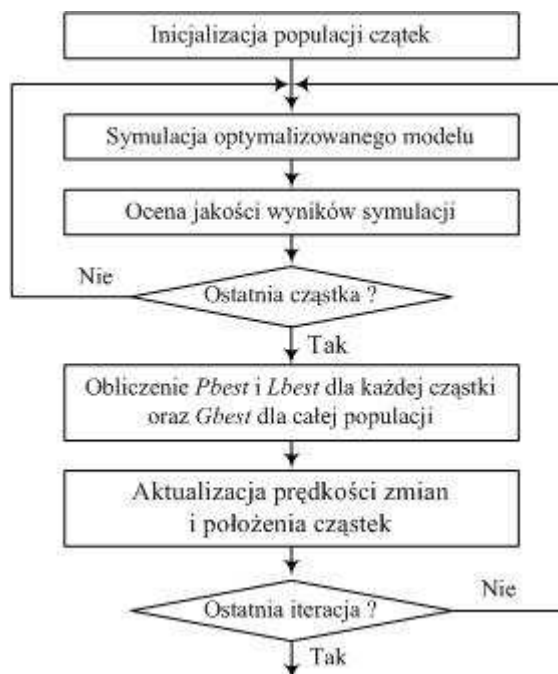 Inicjalizacja populacji cztątek
Symulacja optymalizowanego modelu
Ocena jakości wyników symulacji
Nie
Ostatnia cząstka ?
Tak
Obliczenie Pbest i Lbest dla każdej cząstki
oraz Gbest dla całej populacji
Aktualizacja prędkości zmian
i położenia cząstek
Nie
Ostatnia iteracja ?
Tak